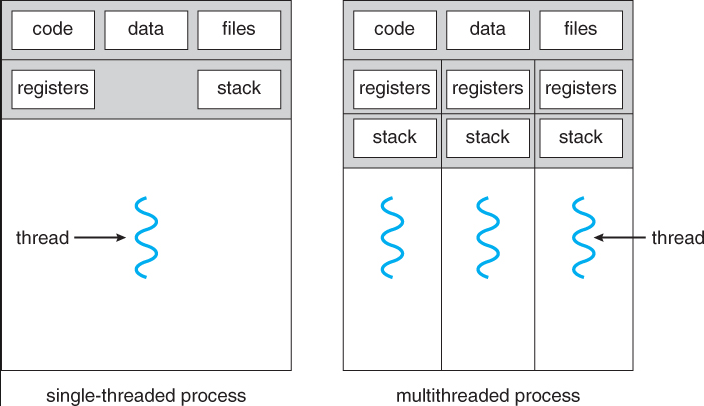 code data files
registers stack
thread
single-threaded process
code data files
registers registers registers
stack stack stack
thread
multithreaded process